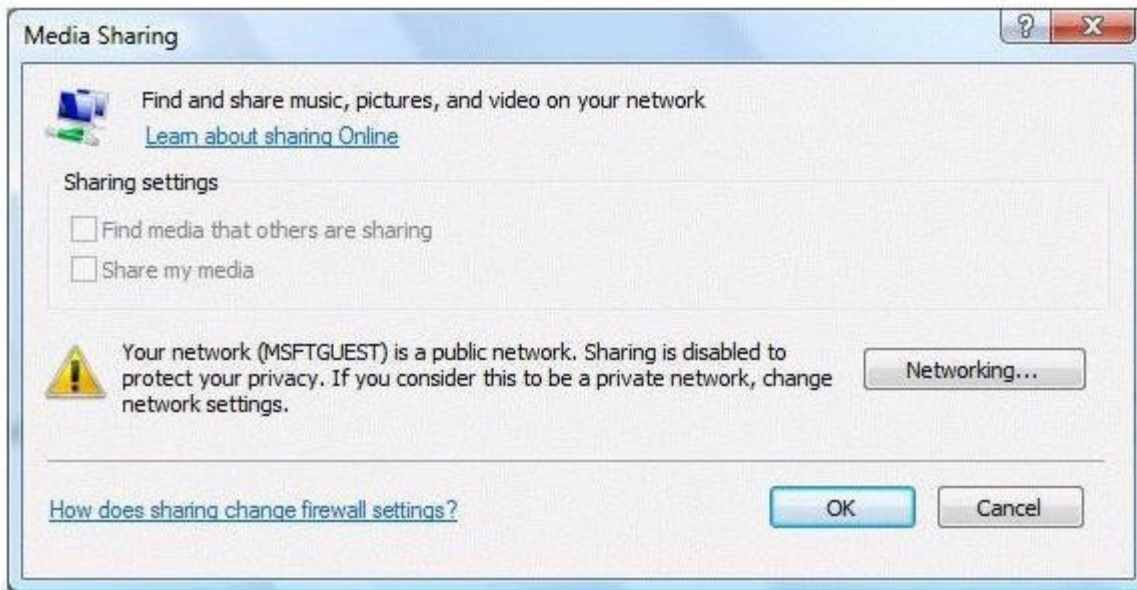 Media Sharing
Find and share music, pictures, and video on your network
Learn about sharing Online
Sharing settings
Find media that others are sharing
Share my media
Your network (MSFTGUEST) is a public network. Sharing is disabled to
protect your privacy. If you consider this to be a private network, change
network settings.
Networking...
How does sharing change firewall settings?
OK
Cancel